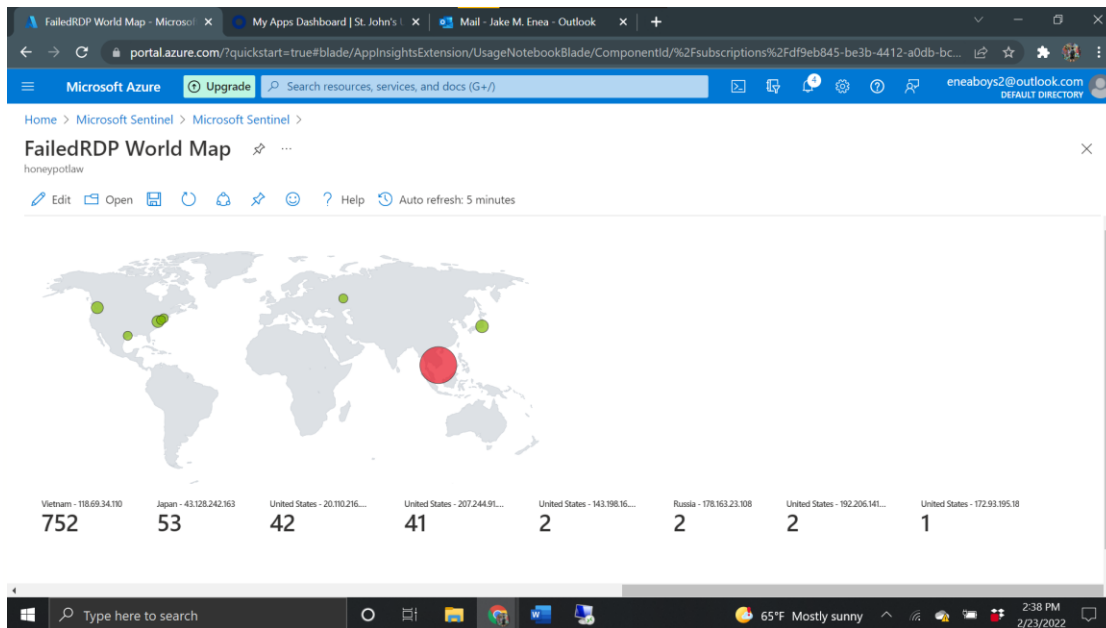 FailedRDP World Map - Microsof
My Apps Dashboard | St. John's U
Mail - Jake M. Enea - Outlook
portal.azure.com/?quickstart=true#blade/AppInsightsExtension/UsageNotebookBlade/ComponentId/%2Fsubscriptions%2Fdf9eb845-be3b-4412-a0db-bc...
Microsoft Azure
Upgrade
Search resources, services, and docs (G+/)
4
eneaboys2@outlook.com
DEFAULT DIRECTORY
Home > Microsoft Sentinel > Microsoft Sentinel >
FailedRDP World Map
honeypotlaw
Edit Open ? Help Auto refresh: 5 minutes
Vietnam - 118.69.34.110
752
Japan - 43.128.242.163
53
United States - 20.110.216....
42
United States - 207.244.91....
41
United States - 143.198.16....
2
Russia - 178.163.23.108
2
United States - 192.206.141....
2
United States - 172.93.195.18
1
Type here to search
65°F Mostly sunny
2:38 PM
2/23/2022